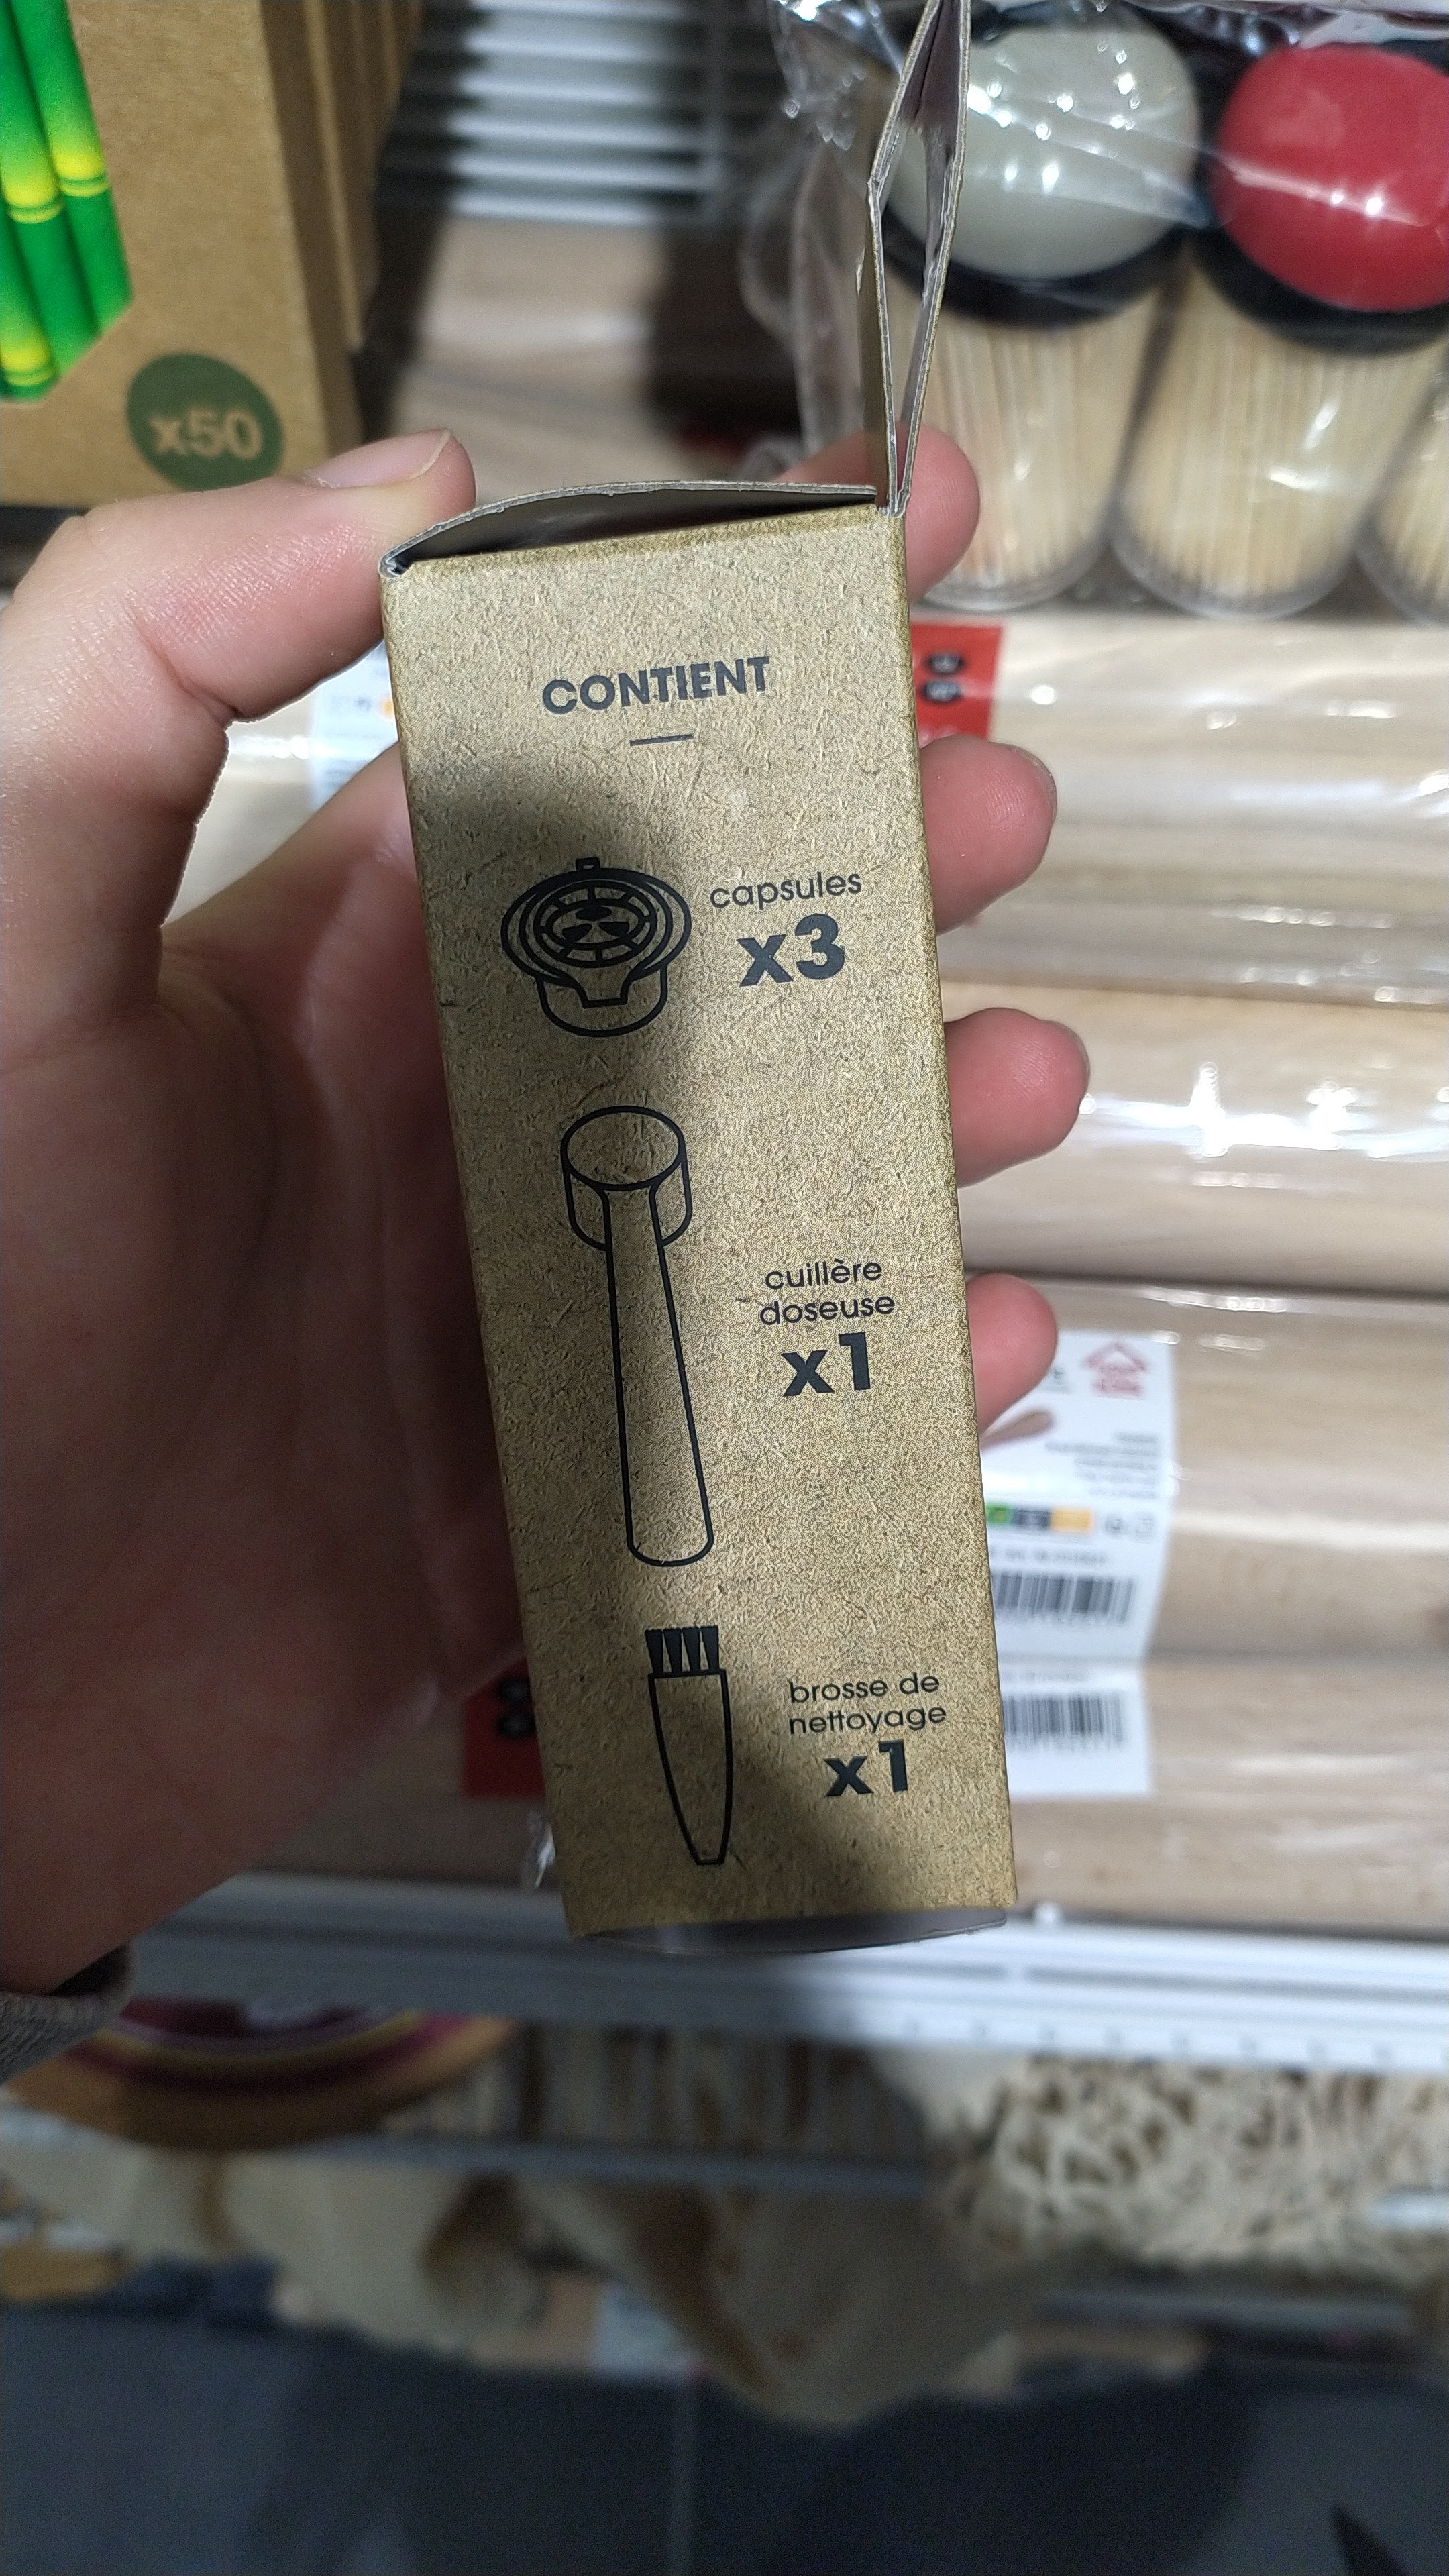 x50
CONTIENT
capsules
x3
cuillère
doseuse
x1
brosse de
nettoyage
x1